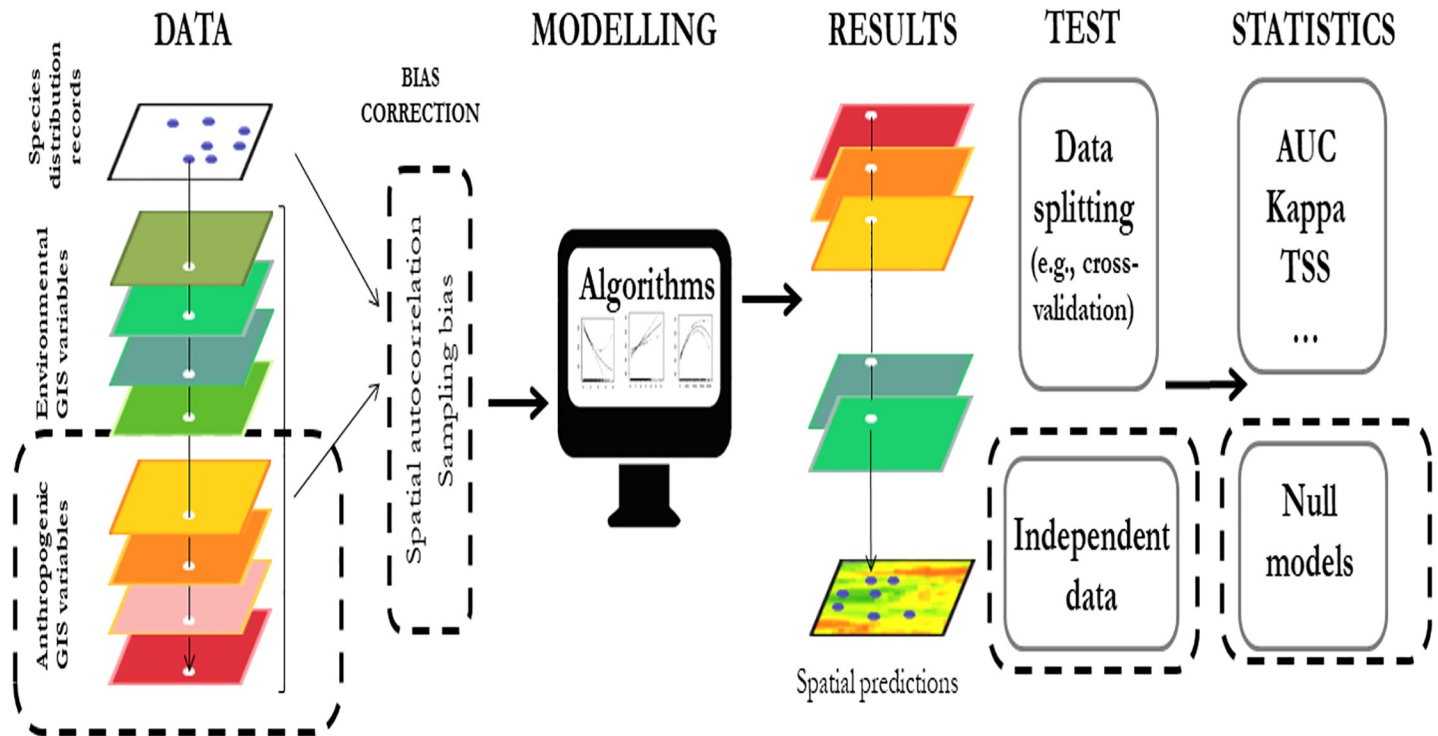 DATA
MODELLING
RESULTS
TEST
STATISTICS
Species
distribution
records
Environmental
GIS variables
Anthropogenic
GIS variables
BIAS
CORRECTION
Spatial autocorrelation
Sampling bias
Algorithms
Spatial predictions
Data
splitting
(e.g., cross-
validation)
Independent
data
AUC
Kappa
TSS
...
Null
models